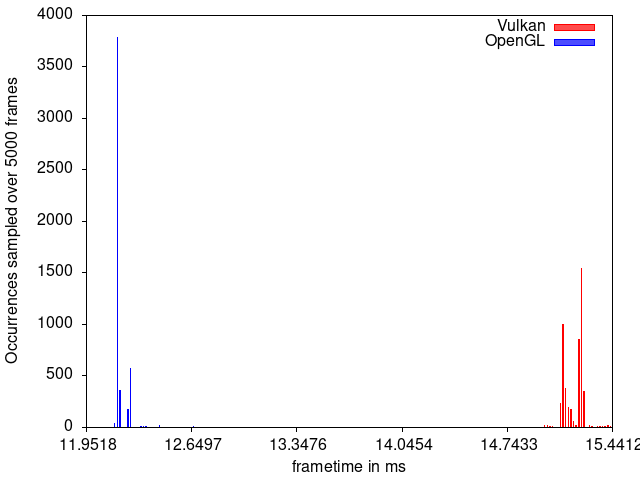 Vulkan
OpenGL
Occurrences sampled over 5000 frames
4000
3500
3000
2500
2000
1500
1000
500
0
11.9518 12.6497 13.3476 14.0454 14.7433 15.4412
frametime in ms